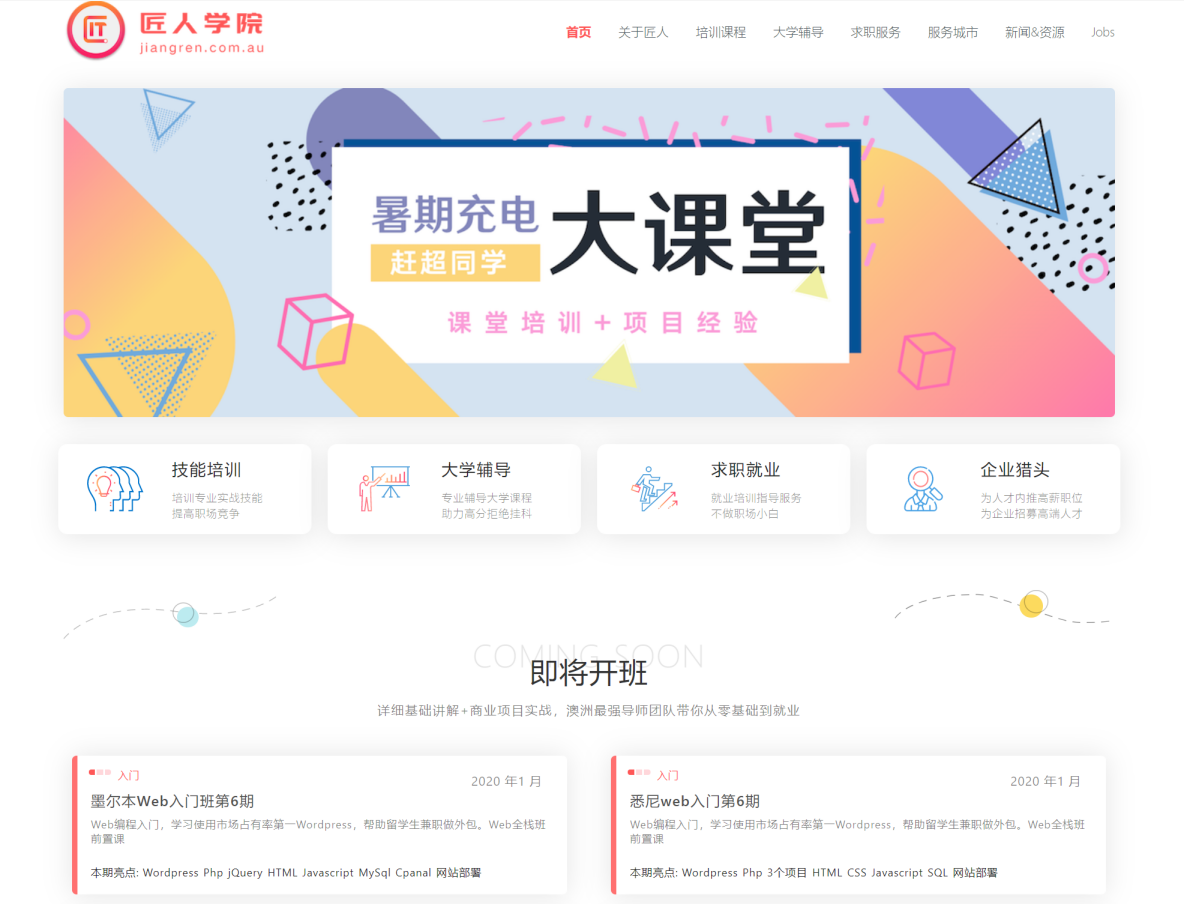 匠人学院
jiangren.com.au
首页 关于匠人 培训课程 大学辅导 求职服务 服务城市 新闻&资源 Jobs
暑期充电
赶超同学
大课堂
课堂培训+项目经验
技能培训
培训专业实战技能
提高职场竞争
大学辅导
专业辅导大学课程
助力高分拒绝挂科
求职就业
就业培训指导服务
不做职场小白
企业猎头
为人才内推高薪职位
为企业招募高端人才
COMING SOON
即将开班
详细基础讲解+商业项目实战，澳洲最强导师团队带你从零基础到就业
入门
2020 年1 月
墨尔本Web入门班第6期
Web编程入门，学习使用市场占有率第一Wordpress，帮助留学生兼职做外包。Web全栈班
前置课
本期亮点: Wordpress Php jQuery HTML Javascript MySql Cpanal 网站部署
入门
2020 年1 月
悉尼web入门第6期
Web编程入门，学习使用市场占有率第一Wordpress，帮助留学生兼职做外包。Web全栈班
前置课
本期亮点: Wordpress Php 3个项目 HTML CSS Javascript SQL 网站部署